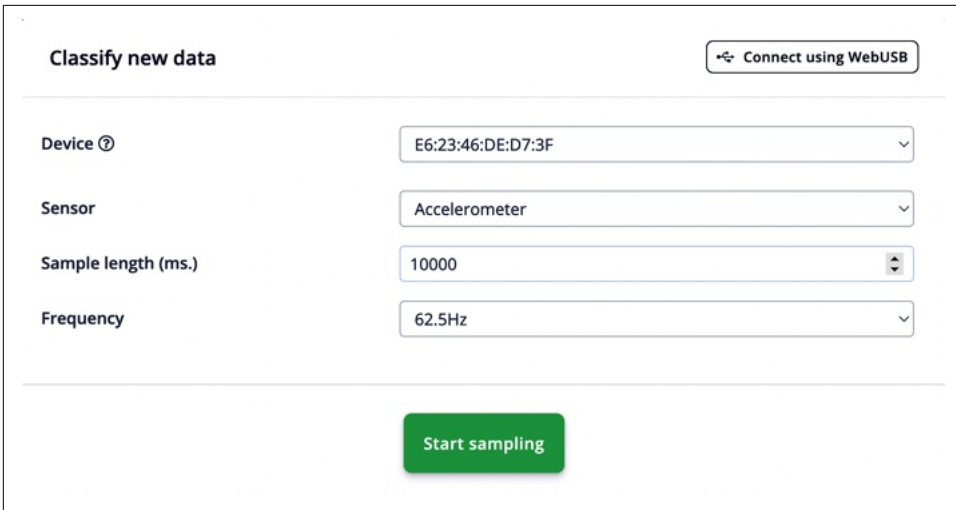 Classify new data
Connect using WebUSB
Device ?
E6:23:46:DE:D7:3F
Sensor
Accelerometer
Sample length (ms.)
10000
Frequency
62.5Hz
Start sampling